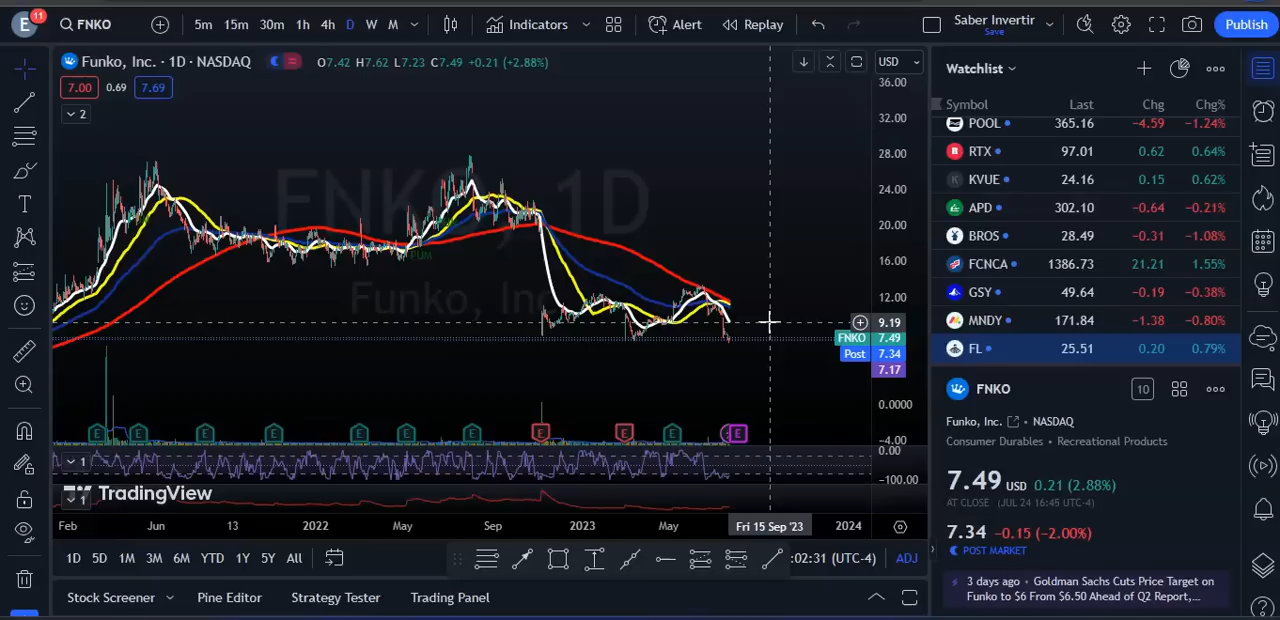 E 11 FNKO 5m 15m 30m 1h 4h D W M Indicators Alert Replay Saber Invertir Save Publish
Funko, Inc. · 1D · NASDAQ = O7.42 H7.62 L7.23 C7.49 +0.21 (+2.88%) USD
7.00 0.69 7.69
2
36.00
32.00
28.00
24.00
20.00
16.00
12.00
9.19
FNKO 7.49
Post 7.34
7.17
0.0000
−4.00
0.00
−100.00
FNKO, 1D
Funko, Inc
PUM
E E E E E E E E E E E
1
1 TradingView
Feb Jun 13 2022 May Sep 2023 May Fri 15 Sep '23 2024
1D 5D 1M 3M 6M YTD 1Y 5Y All :02:31 (UTC-4) ADJ
Stock Screener Pine Editor Strategy Tester Trading Panel
Watchlist
Symbol Last Chg Chg%
POOL 365.16 −4.59 −1.24%
RTX 97.01 0.62 0.64%
K KVUE 24.16 0.15 0.62%
APD 302.10 −0.64 −0.21%
BROS 28.49 −0.31 −1.08%
FCNCA 1386.73 21.21 1.55%
GSY 49.64 −0.19 −0.38%
MNDY 171.84 −1.38 −0.80%
FL 25.51 0.20 0.79%
FNKO 10
Funko, Inc. · NASDAQ
Consumer Durables · Recreational Products
7.49 USD 0.21 (2.88%)
AT CLOSE (JUL 24 16:45 UTC-4)
7.34 −0.15 (−2.00%)
POST MARKET
3 days ago · Goldman Sachs Cuts Price Target on
Funko to $6 From $6.50 Ahead of Q2 Report,...